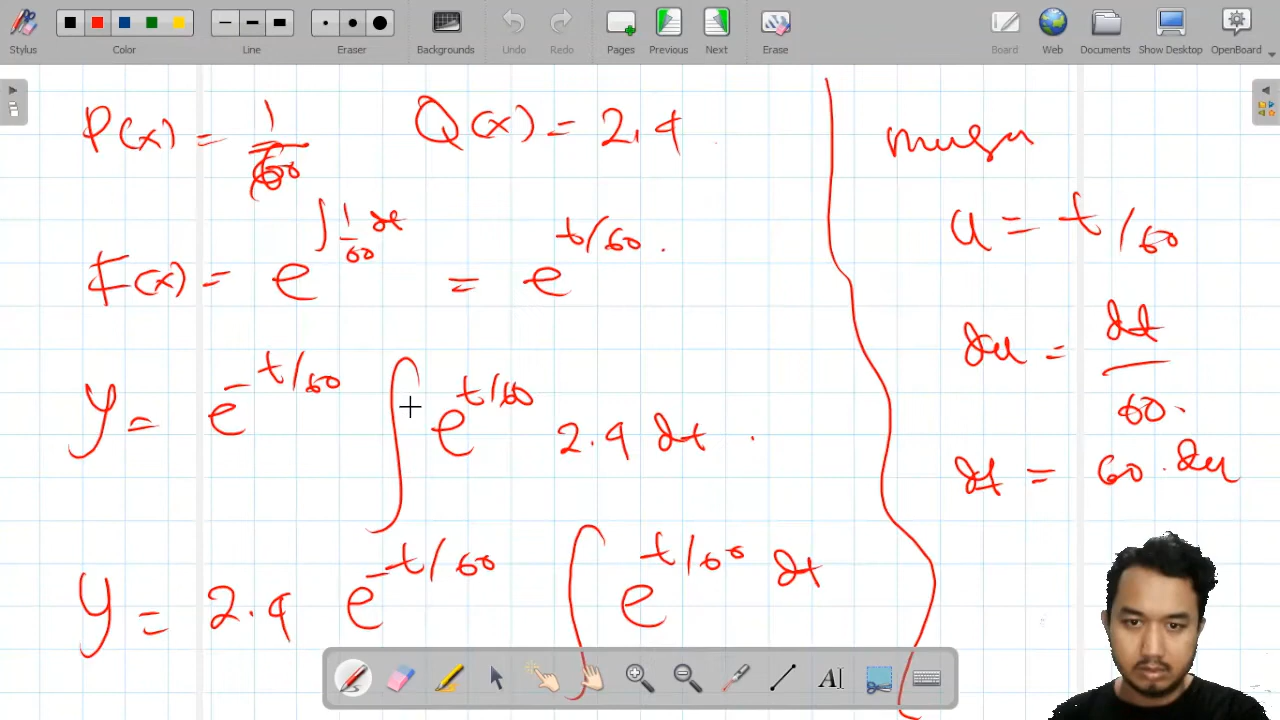 Stylus Color Line Eraser Backgrounds Undo Redo Pages Previous Next Erase Board Web Documents Show Desktop OpenBoard
P(x) = 1/60 Q(x) = 2,4
F(x) = e^∫ 1/60 dt = e^t/60 .
y = e^-t/60 ∫ e^t/60 2.4 dt .
y = 2.4 e^-t/60 ∫ e^t/60 dt
u = t/60
du = dt/60.
dt = 60 . du
AI